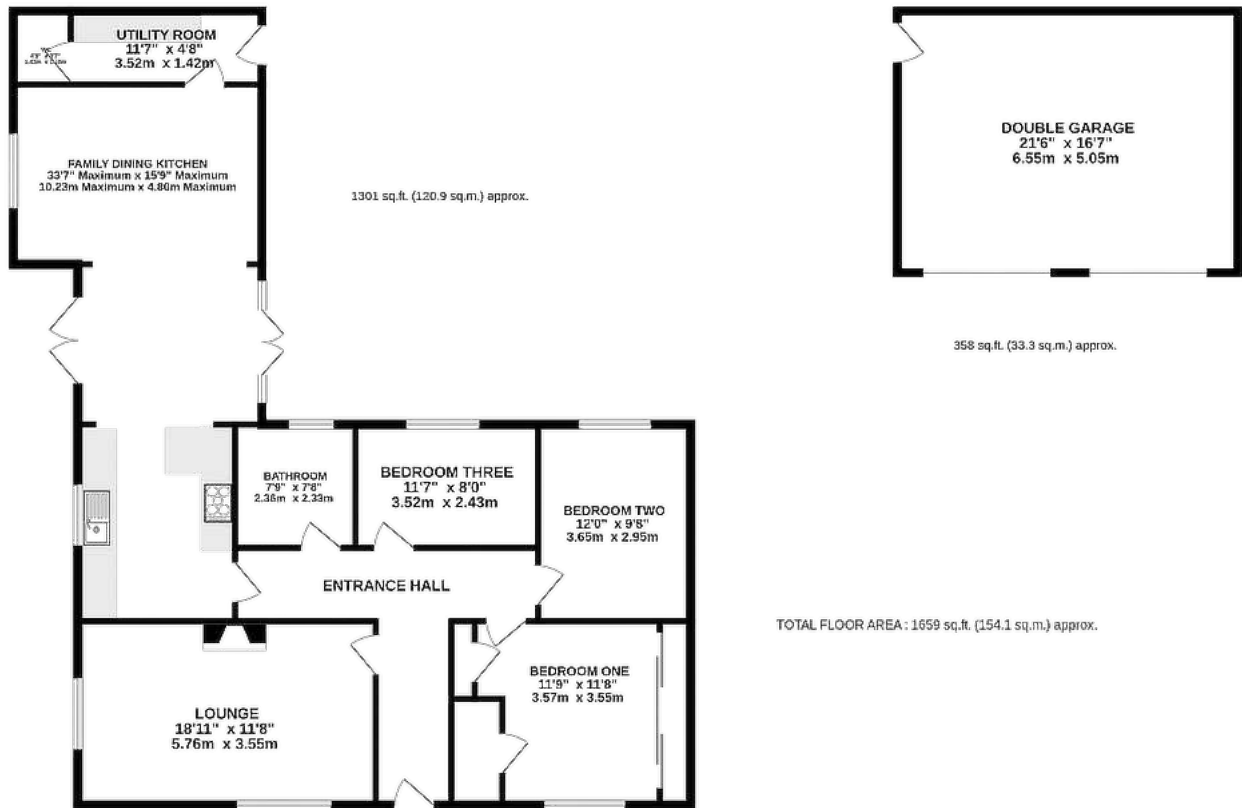 UTILITY ROOM
11'7" x 4'8"
3.52m x 1.42m
FAMILY DINING KITCHEN
33'7" Maximum x 15'9" Maximum
10.23m Maximum x 4.80m Maximum
1301 sq.ft. (120.9 sq.m.) approx.
DOUBLE GARAGE
21'6" x 16'7"
6.55m x 5.05m
358 sq.ft. (33.3 sq.m.) approx.
BATHROOM
7'9" x 7'8"
2.36m x 2.33m
BEDROOM THREE
11'7" x 8'0"
3.52m x 2.43m
BEDROOM TWO
12'0" x 9'8"
3.65m x 2.95m
ENTRANCE HALL
TOTAL FLOOR AREA : 1659 sq.ft. (154.1 sq.m.) approx.
BEDROOM ONE
11'9" x 11'8"
3.57m x 3.55m
LOUNGE
18'11" x 11'8"
5.76m x 3.55m